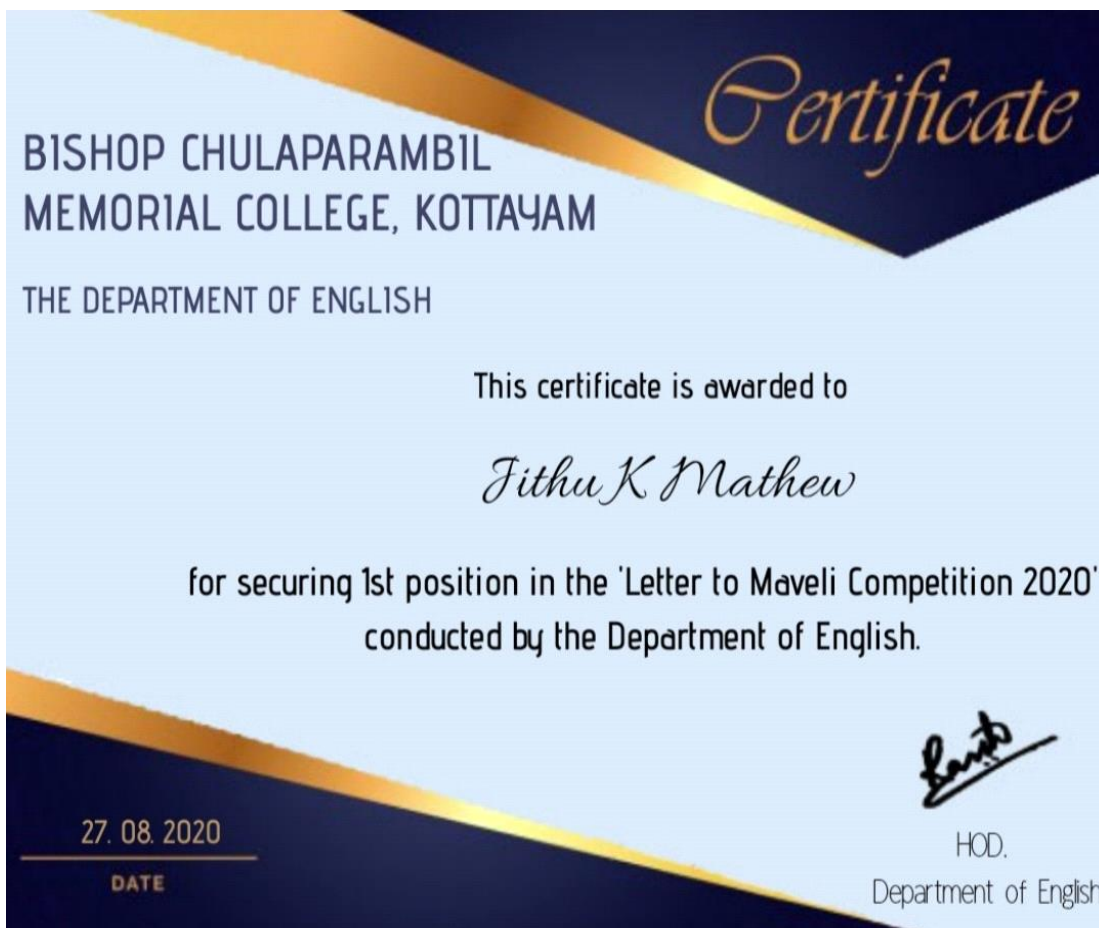 Certificate
BISHOP CHULAPARAMBIL
MEMORIAL COLLEGE, KOTTAYAM
THE DEPARTMENT OF ENGLISH
This certificate is awarded to
Jithu K Mathew
for securing 1st position in the 'Letter to Maveli Competition 2020'
conducted by the Department of English.
27. 08. 2020
DATE
HOD.
Department of English